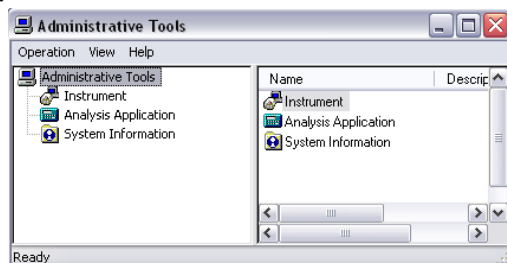 Administrative Tools
Operation View Help
Administrative Tools
Instrument
Analysis Application
System Information
Name Descrip
Instrument
Analysis Application
System Information
Ready